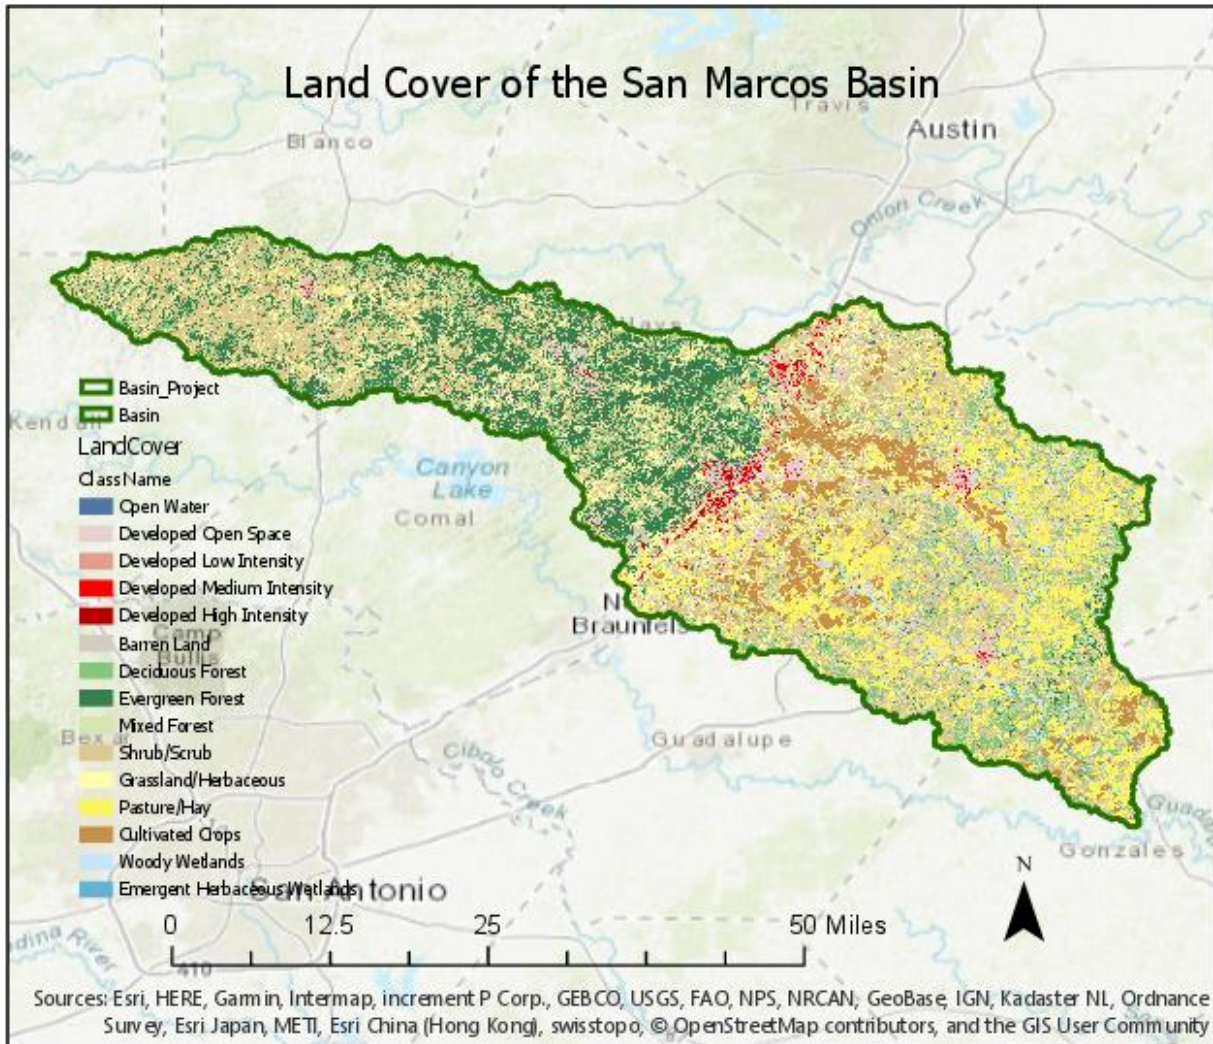 Land Cover of the San Marcos Basin
Travis
Austin
Blanco
Onion Creek
Hays
Basin_Project
Basin
Kendall
LandCover
ClassName
Canyon
Lake
Comal
Open Water
Developed Open Space
Developed Low Intensity
Developed Medium Intensity
Developed High Intensity
Braunfels
Camp
Bullis
Barren Land
Deciduous Forest
Evergreen Forest
Mixed Forest
Bexar
Shrub/Scrub
Guadalupe
Cibolo Creek
Grassland/Herbaceous
Pasture/Hay
Cultivated Crops
Gonzales
Woody Wetlands
Emergent Herbaceous Wetlands
San Antonio
N
0 12.5 25 50 Miles
River
410
Sources: Esri, HERE, Garmin, Intermap, increment P Corp., GEBCO, USGS, FAO, NPS, NRCAN, GeoBase, IGN, Kadaster NL, Ordnance
Survey, Esri Japan, METI, Esri China (Hong Kong), swisstopo, © OpenStreetMap contributors, and the GIS User Community